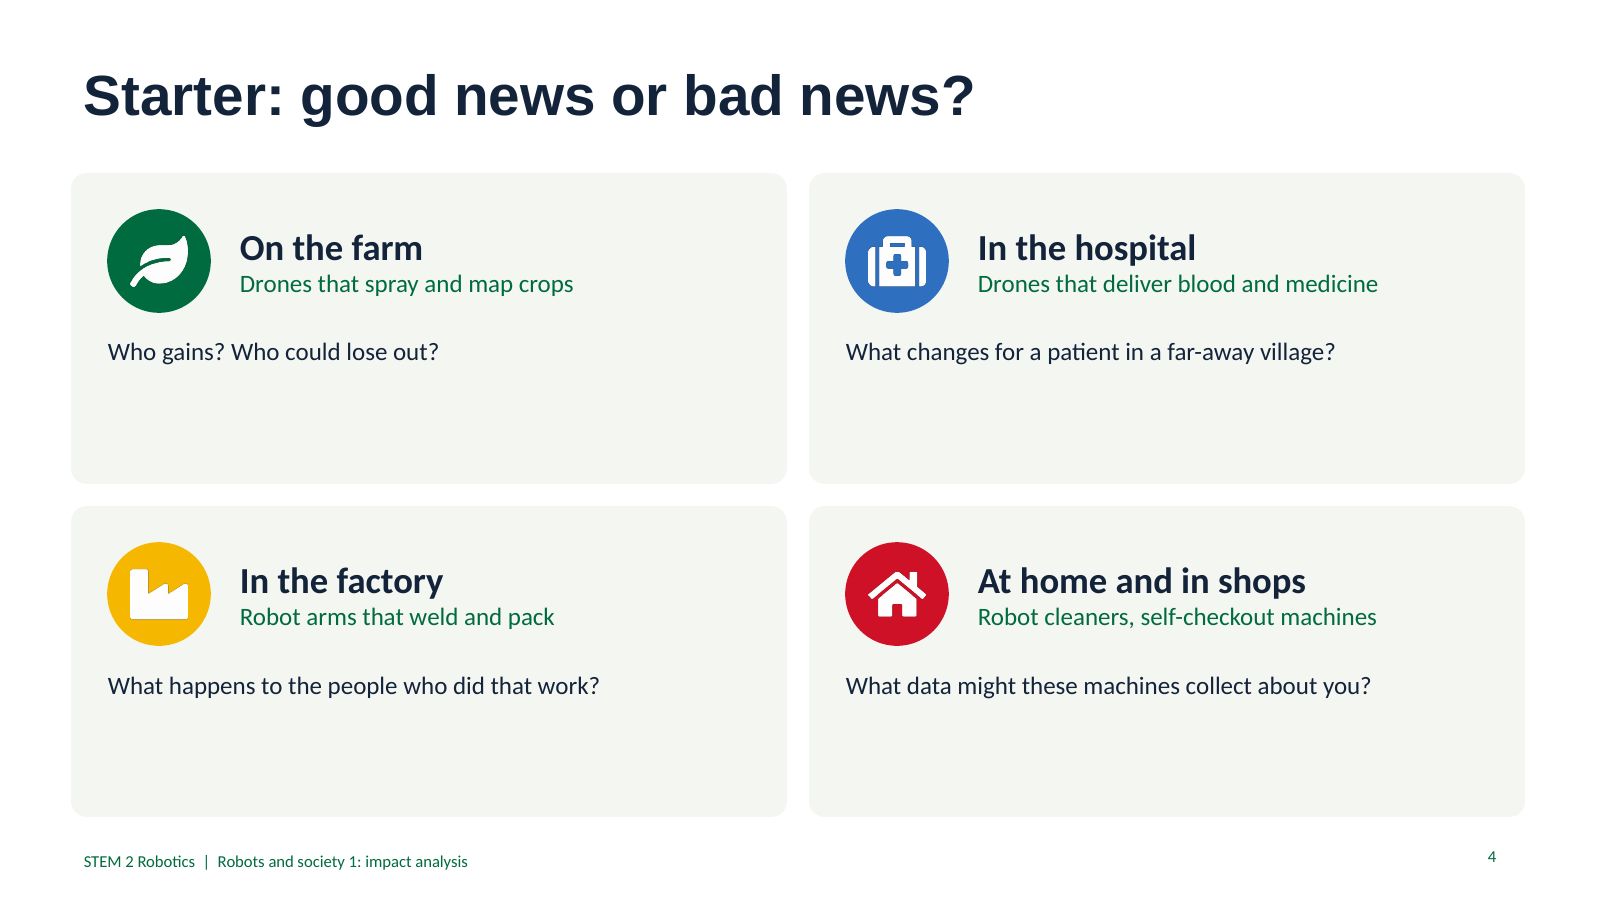 Starter: good news or bad news?
On the farm
Drones that spray and map crops
Who gains? Who could lose out?
In the hospital
Drones that deliver blood and medicine
What changes for a patient in a far-away village?
In the factory
Robot arms that weld and pack
What happens to the people who did that work?
At home and in shops
Robot cleaners, self-checkout machines
What data might these machines collect about you?
STEM 2 Robotics | Robots and society 1: impact analysis
4